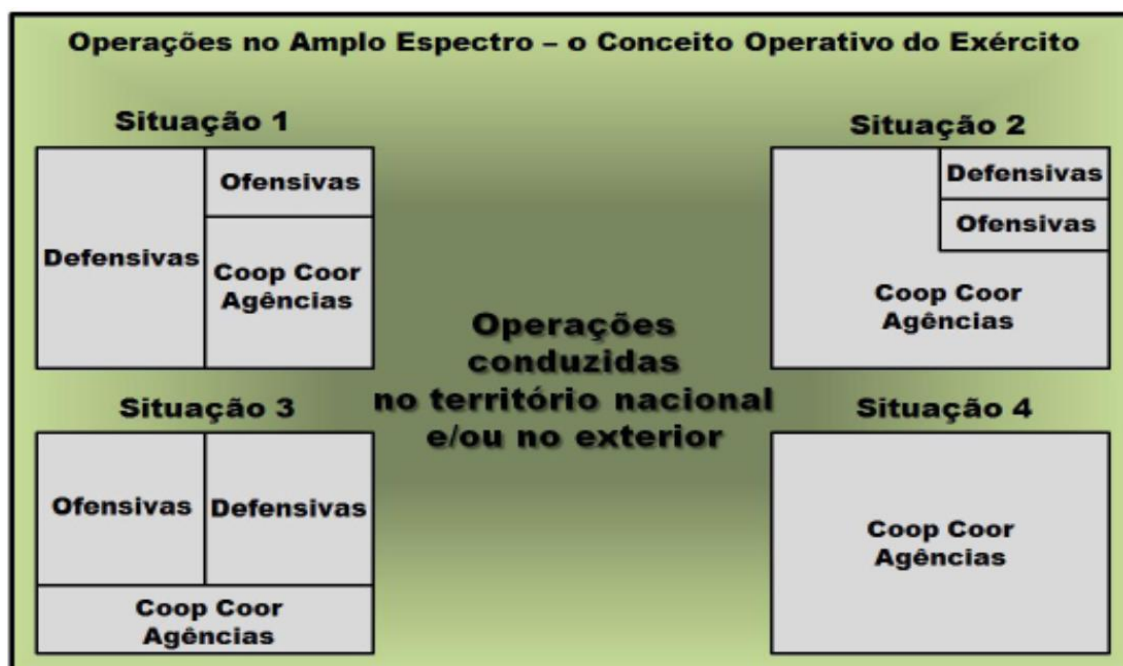 Operações no Amplo Espectro – o Conceito Operativo do Exército
Situação 1
Defensivas
Ofensivas
Coop Coor
Agências
Situação 2
Defensivas
Ofensivas
Coop Coor
Agências
Operações
conduzidas
no território nacional
e/ou no exterior
Situação 3
Ofensivas
Defensivas
Coop Coor
Agências
Situação 4
Coop Coor
Agências